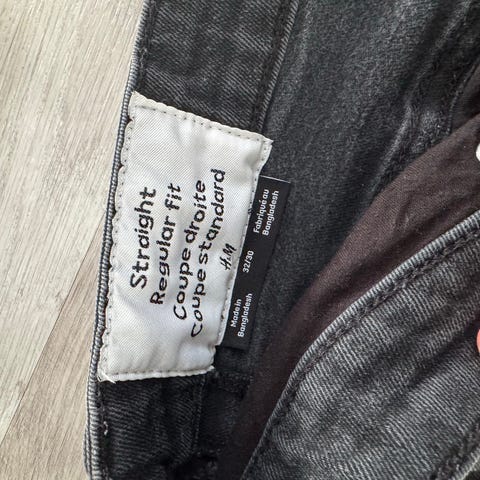 Straight
Regular fit
Coupe droite
Coupe standard
H&M
32/30
Made in
Bangladesh
Fabriqué au
Bangladesh